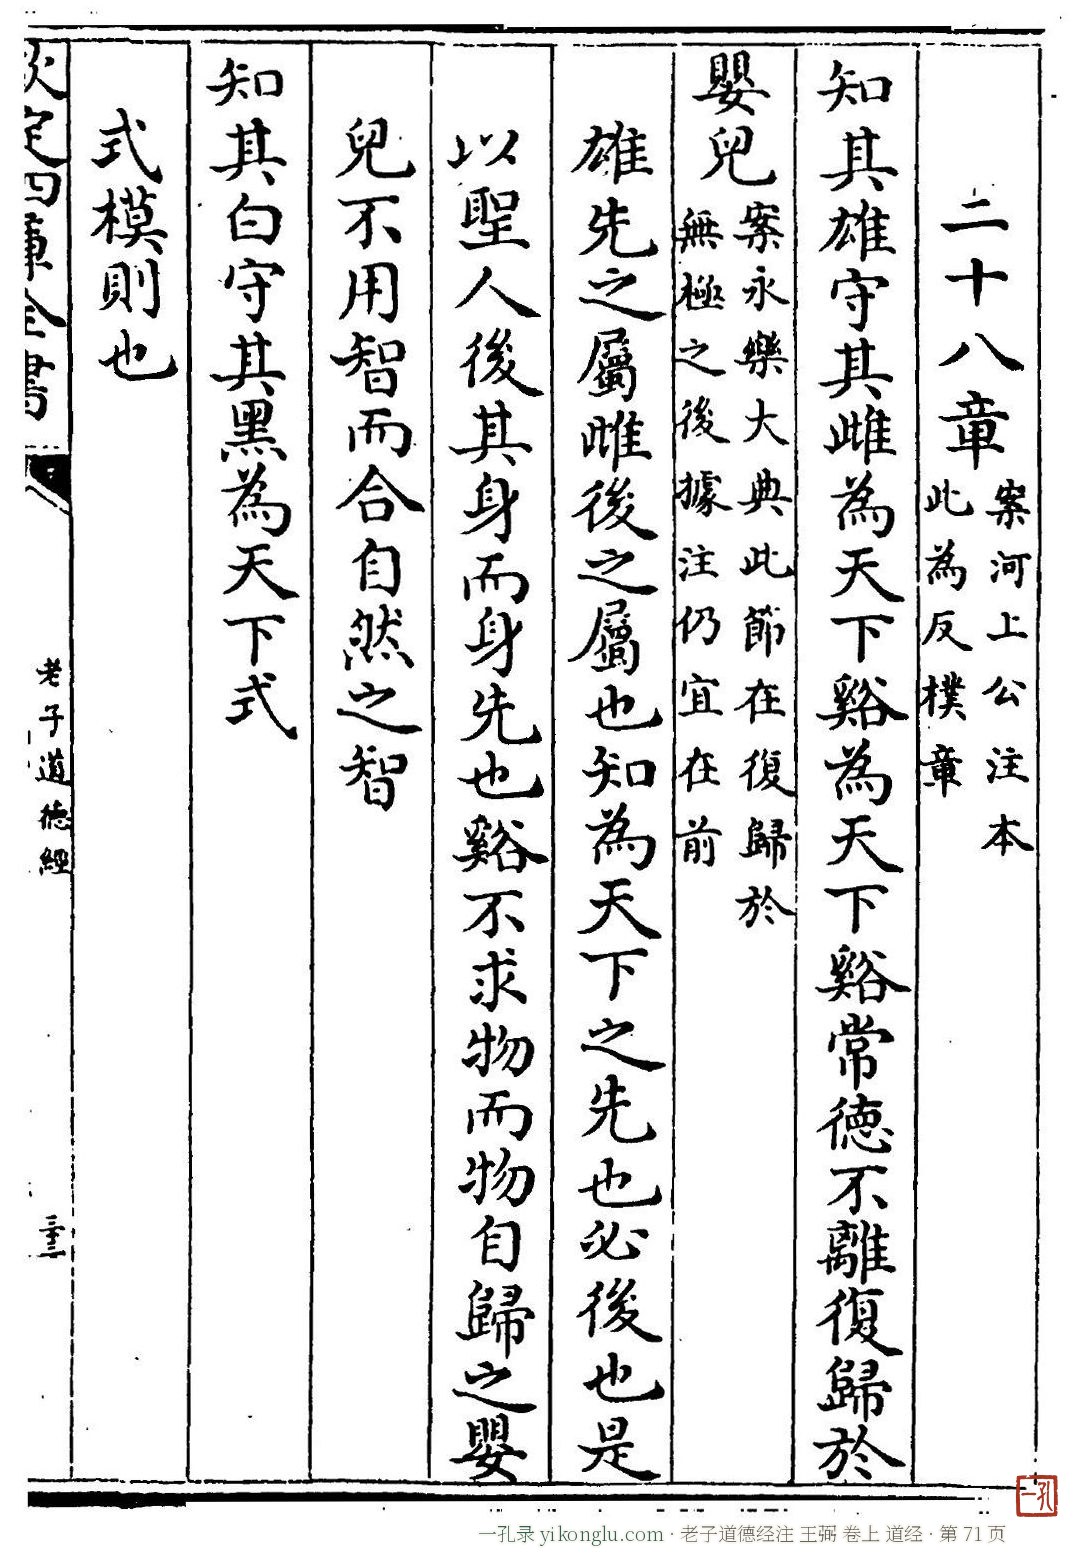 二十八章案河上公注本此為反樸章
知其雄守其雌為天下谿為天下谿常德不離復歸於
嬰兒案永樂大典此節在復歸於無極之後據注仍宜在前
雄先之屬雌後之屬也知為天下之先也必後也是
以聖人後其身而身先也谿不求物而物自歸之嬰
兒不用智而合自然之智
知其白守其黑為天下式
式模則也
欽定四庫全書
老子道德經
一孔
一孔录 yikonglu.com · 老子道德经注 王弼 卷上 道经 · 第 71 页